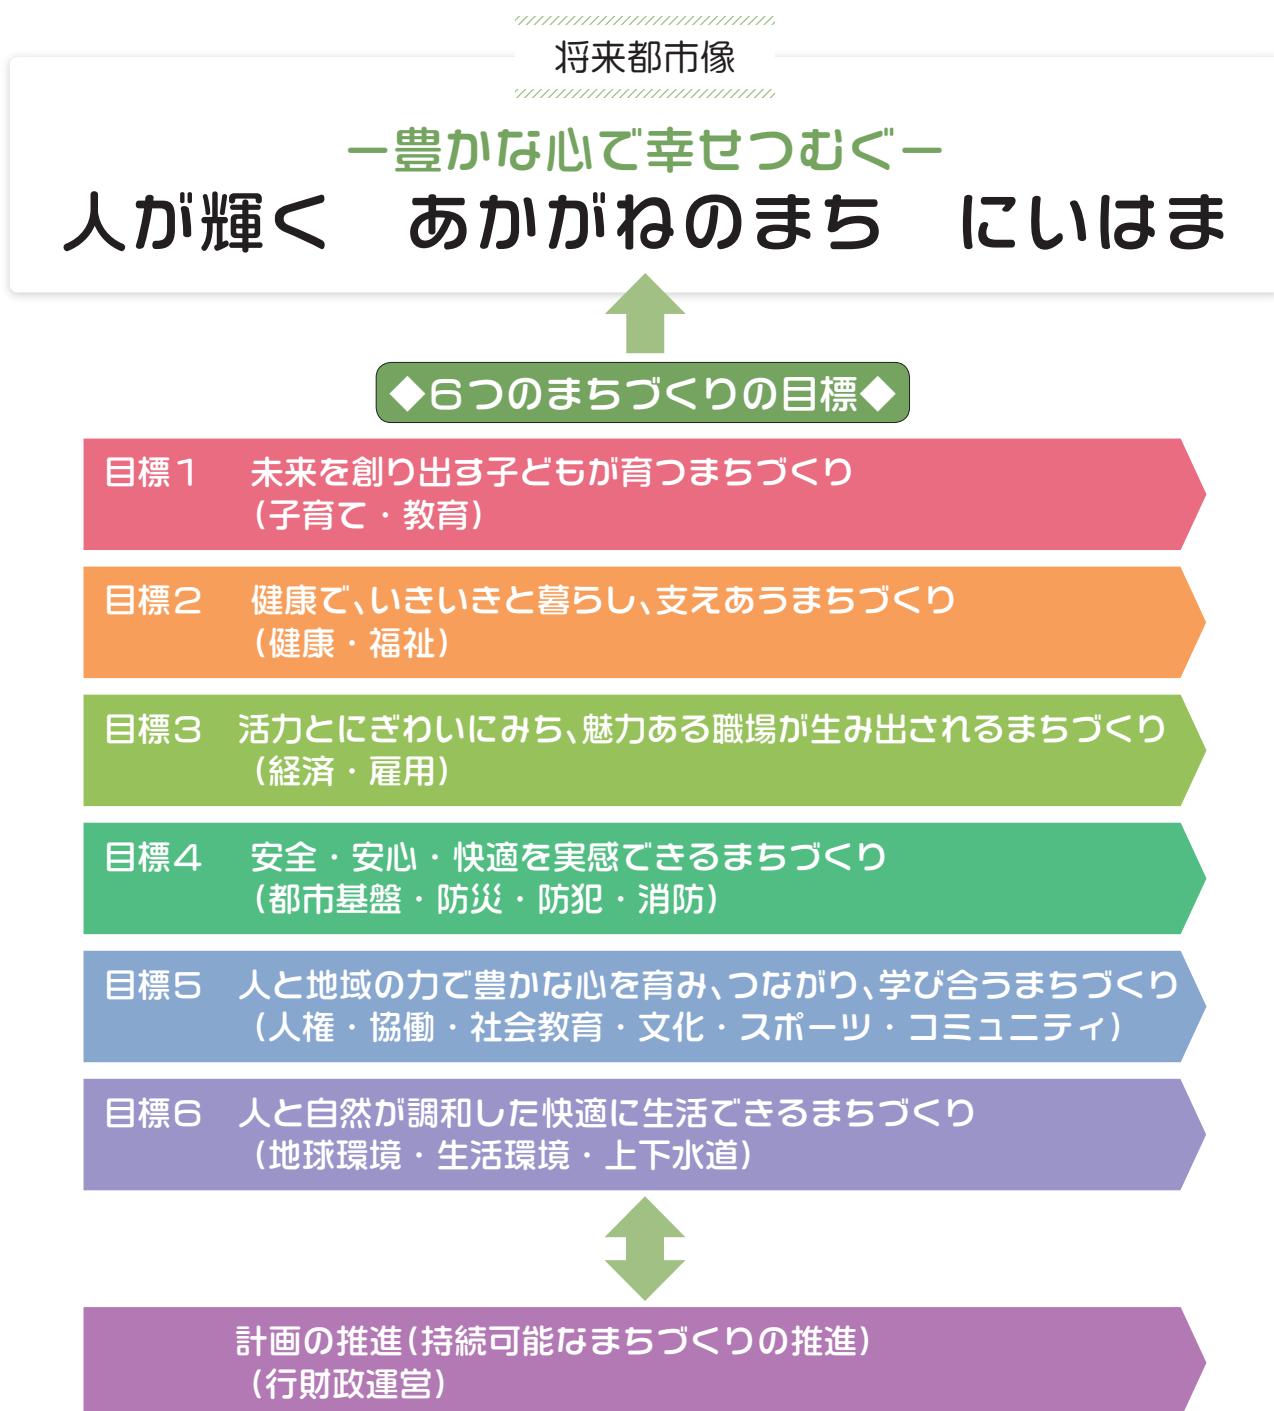 将来都市像
ー豊かな心で幸せつむぐー
人が輝く　あかがねのまち　にいはま
◆６つのまちづくりの目標◆
目標１　未来を創り出す子どもが育つまちづくり
（子育て・教育）
目標２　健康で、いきいきと暮らし、支えあうまちづくり
（健康・福祉）
目標３　活力とにぎわいにみち、魅力ある職場が生み出されるまちづくり
（経済・雇用）
目標４　安全・安心・快適を実感できるまちづくり
（都市基盤・防災・防犯・消防）
目標５　人と地域の力で豊かな心を育み、つながり、学び合うまちづくり
（人権・協働・社会教育・文化・スポーツ・コミュニティ）
目標６　人と自然が調和した快適に生活できるまちづくり
（地球環境・生活環境・上下水道）
計画の推進（持続可能なまちづくりの推進）
（行財政運営）